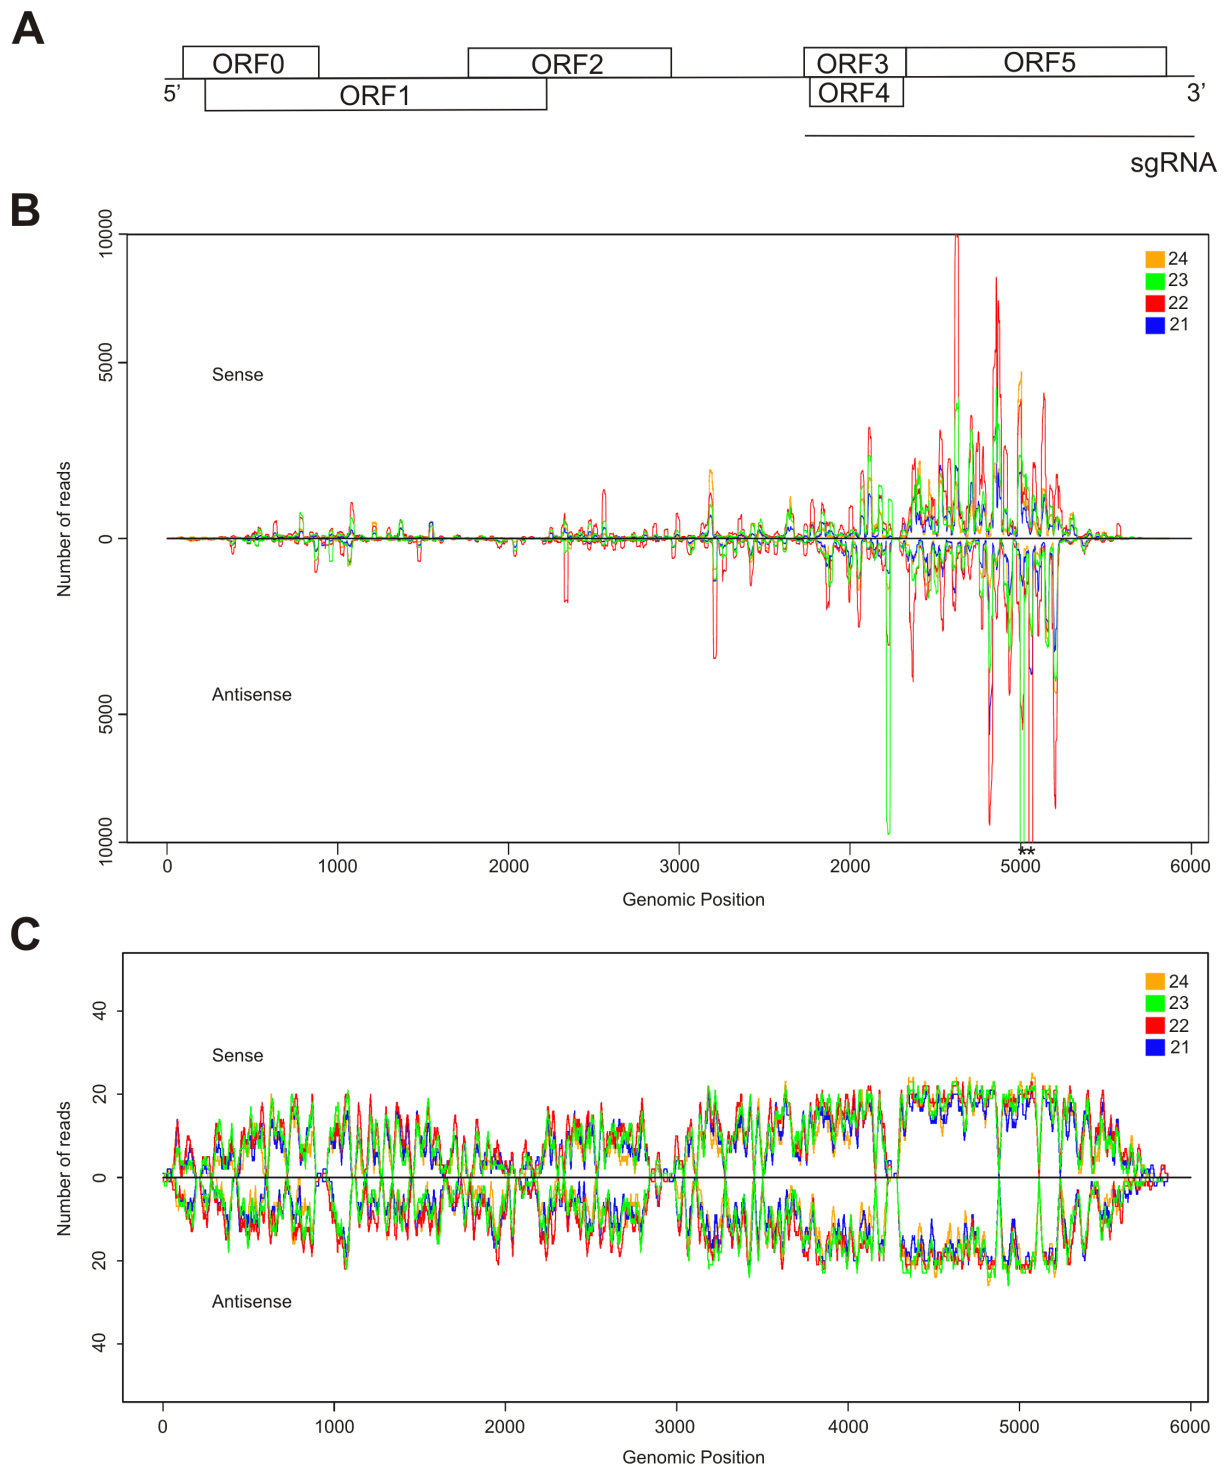 A
ORF0
ORF2
ORF3
ORF5
5’
ORF1
ORF4
3’
sgRNA
B
10000
5000
0
5000
10000
Number of reads
Sense
Antisense
24
23
22
21
0 1000 2000 3000 2000 5000 6000
**
Genomic Position
C
40
20
0
20
40
Number of reads
Sense
Antisense
24
23
22
21
0 1000 2000 3000 4000 5000 6000
Genomic Position